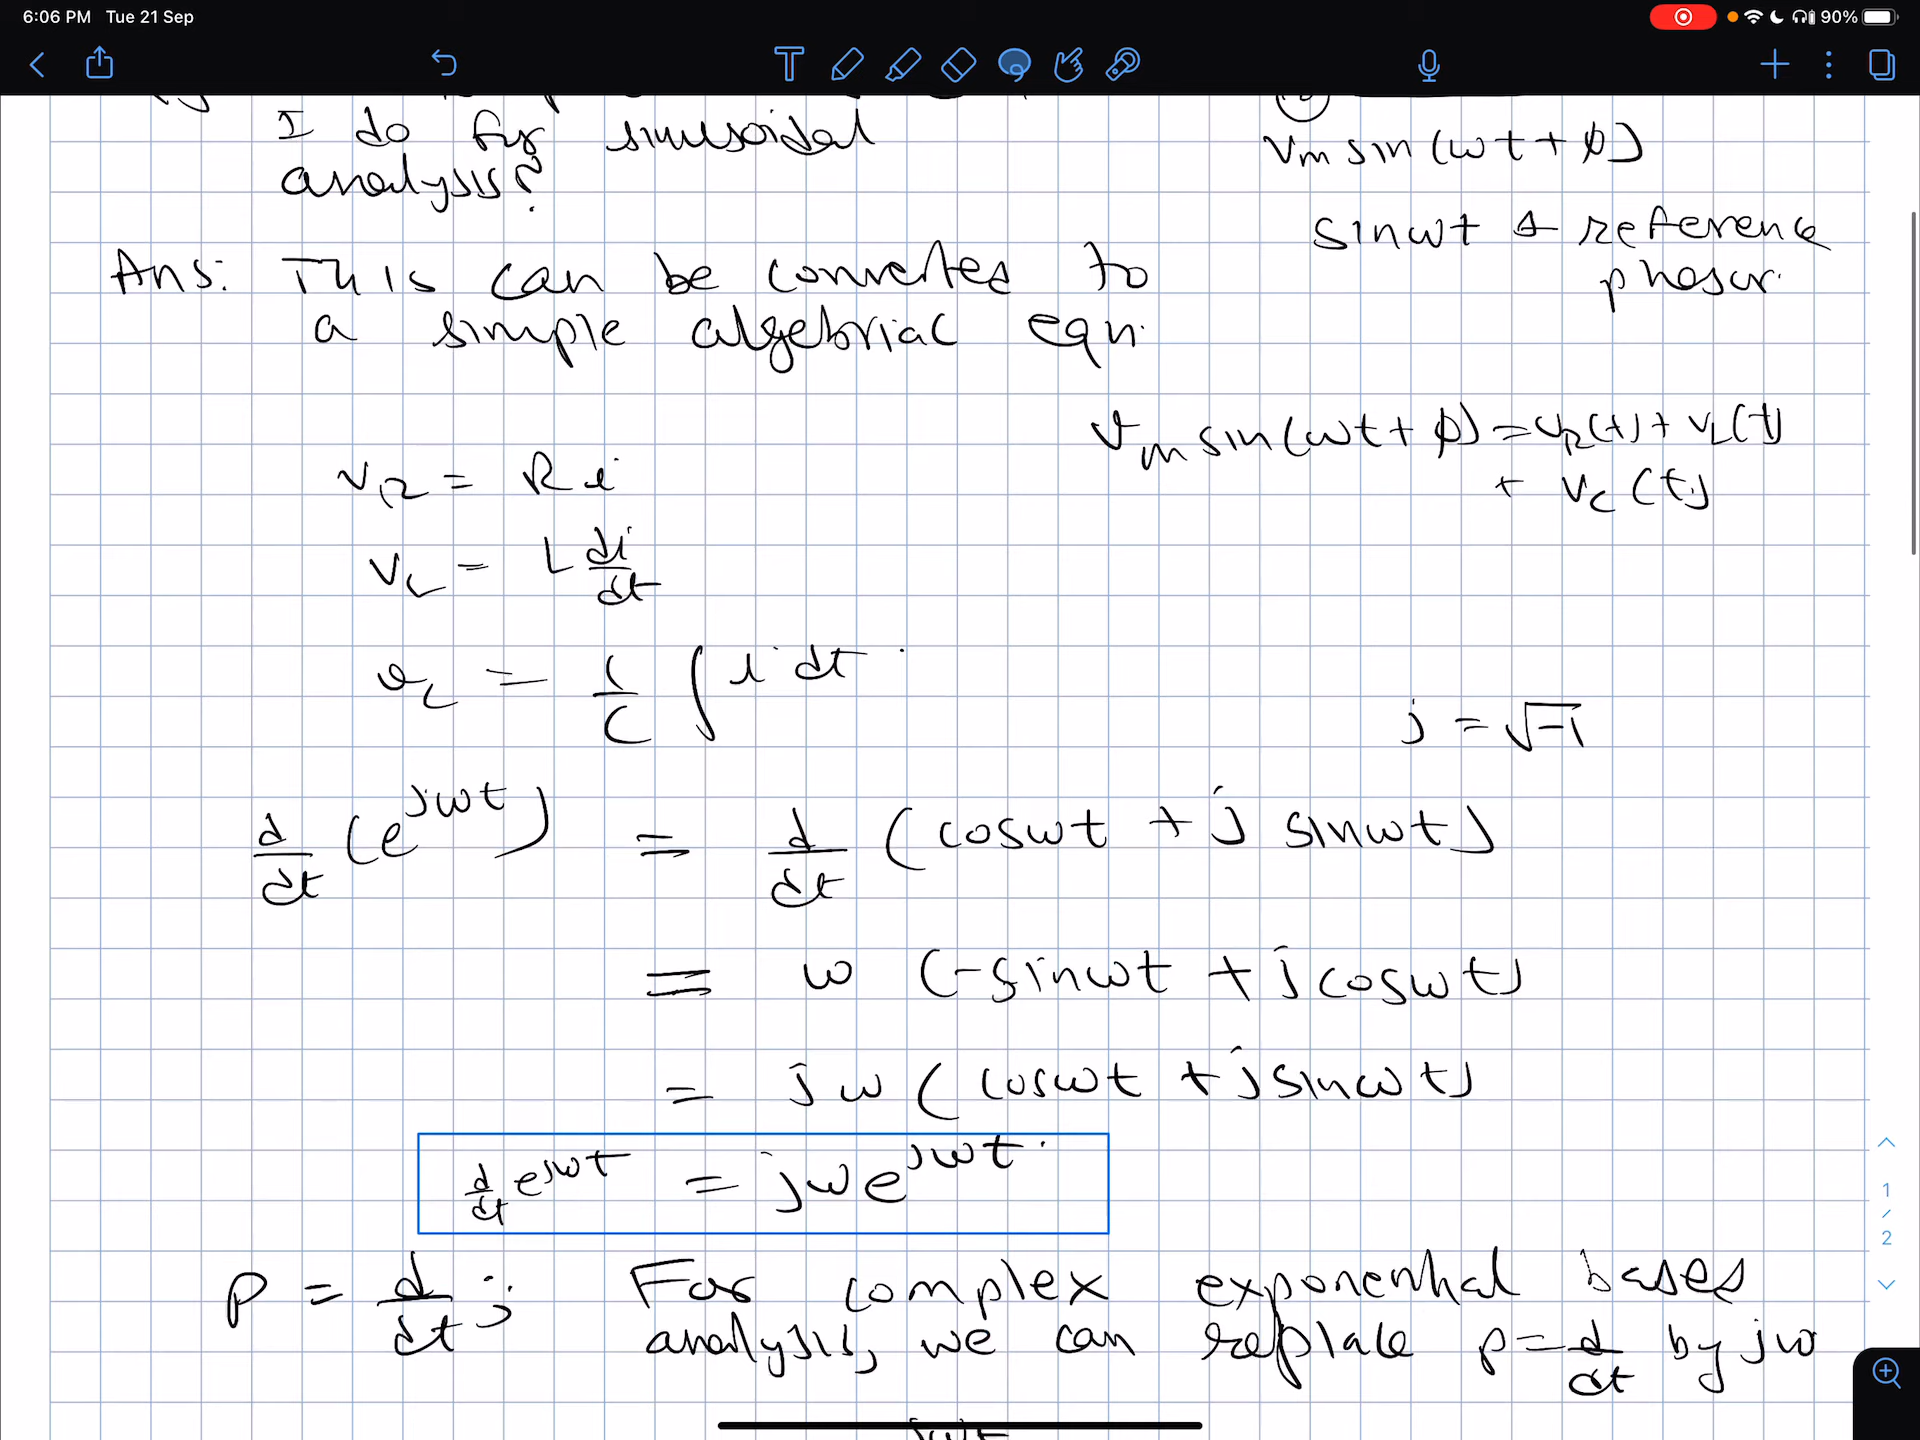 6:06 PM Tue 21 Sep
90%
I do for sinusoidal
analysis?
Vm sin(ωt + φ)
sinωt → reference
phasor.
Ans: This can be converted to
a simple algebriac eqn.
Vm sin(ωt + φ) = VR(t) + VL(t)
+ VC(t)
VR = Ri
VL = L di/dt
VC = 1/C ∫ i dt
j = √-1
d/dt (e^jωt) = d/dt (cosωt + j sinωt)
= ω (-sinωt + j cosωt)
= jω (cosωt + j sinωt)
d/dt e^jωt = jω e^jωt
p = d/dt ; For complex exponential based
analysis, we can replace p = d/dt by jω
1
/
2